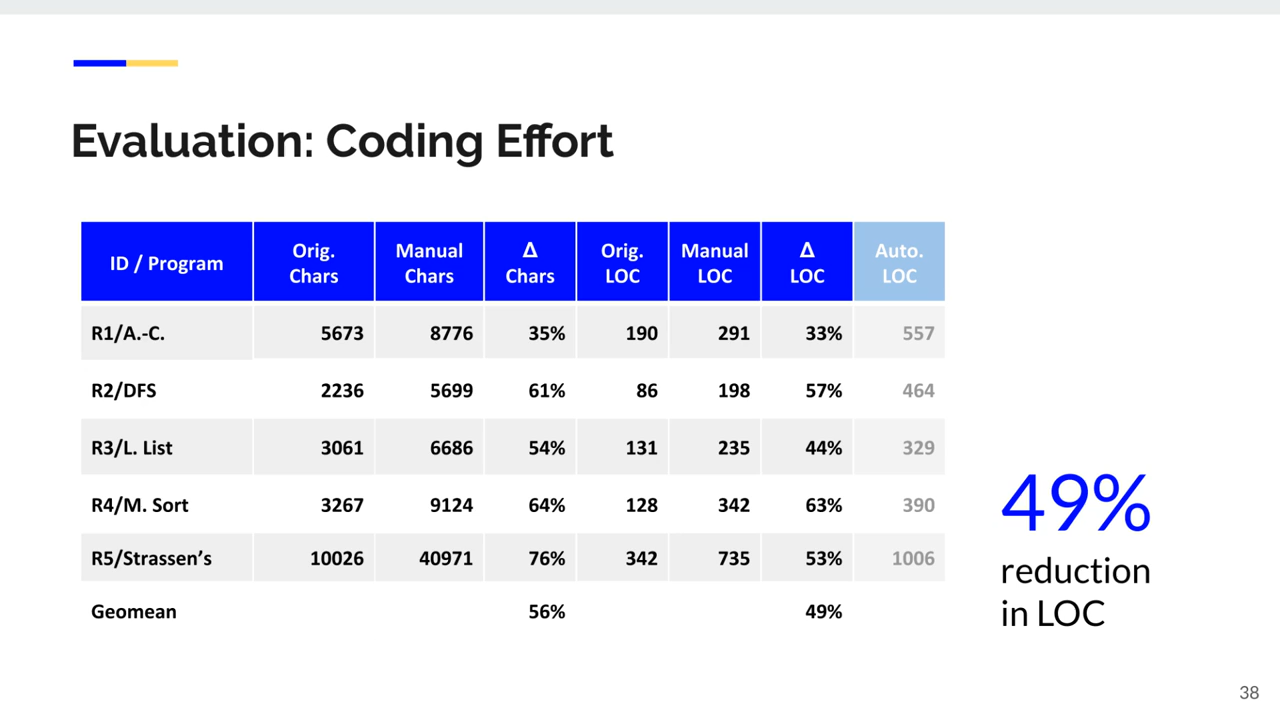 Evaluation: Coding Effort
ID / Program Orig. Chars Manual Chars Δ Chars Orig. LOC Manual LOC Δ LOC Auto. LOC
R1/A.-C. 5673 8776 35% 190 291 33% 557
R2/DFS 2236 5699 61% 86 198 57% 464
R3/L. List 3061 6686 54% 131 235 44% 329
R4/M. Sort 3267 9124 64% 128 342 63% 390
R5/Strassen’s 10026 40971 76% 342 735 53% 1006
Geomean 56% 49%
49%
reduction
in LOC
38